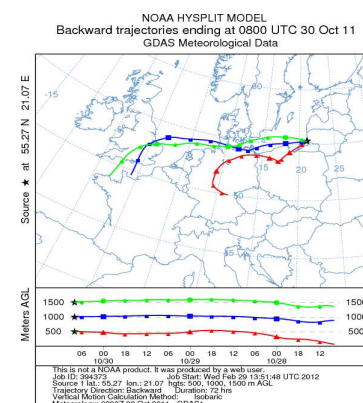 NOAA HYSPLIT MODEL
Backward trajectories ending at 0800 UTC 30 Oct 11
GDAS Meteorological Data
Source ★ at 55.27 N 21.07 E
-15
60
15
20
25
Meters AGL
1500
1000
500
1500
1000
500
06 00 18 12 06 00 18 12 06 00 18 12
10/30 10/29 10/28
This is not a NOAA product. It was produced by a web user.
Job ID: 394373 Job Start: Wed Feb 29 13:51:48 UTC 2012
Source 1 lat.: 55.27 lon.: 21.07 hgts: 500, 1000, 1500 m AGL
Trajectory Direction: Backward Duration: 72 hrs
Vertical Motion Calculation Method: Isobaric